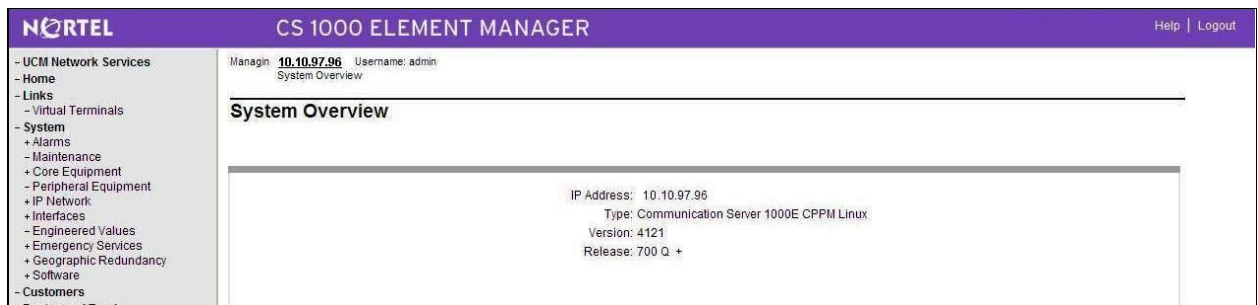 NORTEL
CS 1000 ELEMENT MANAGER
Help | Logout
- UCM Network Services
- Home
- Links
- Virtual Terminals
- System
+ Alarms
- Maintenance
+ Core Equipment
- Peripheral Equipment
+ IP Network
+ Interfaces
- Engineered Values
+ Emergency Services
+ Geographic Redundancy
+ Software
- Customers
Managin 10.10.97.96 Username: admin
System Overview
System Overview
IP Address: 10.10.97.96
Type: Communication Server 1000E CPPM Linux
Version: 4121
Release: 700 Q +